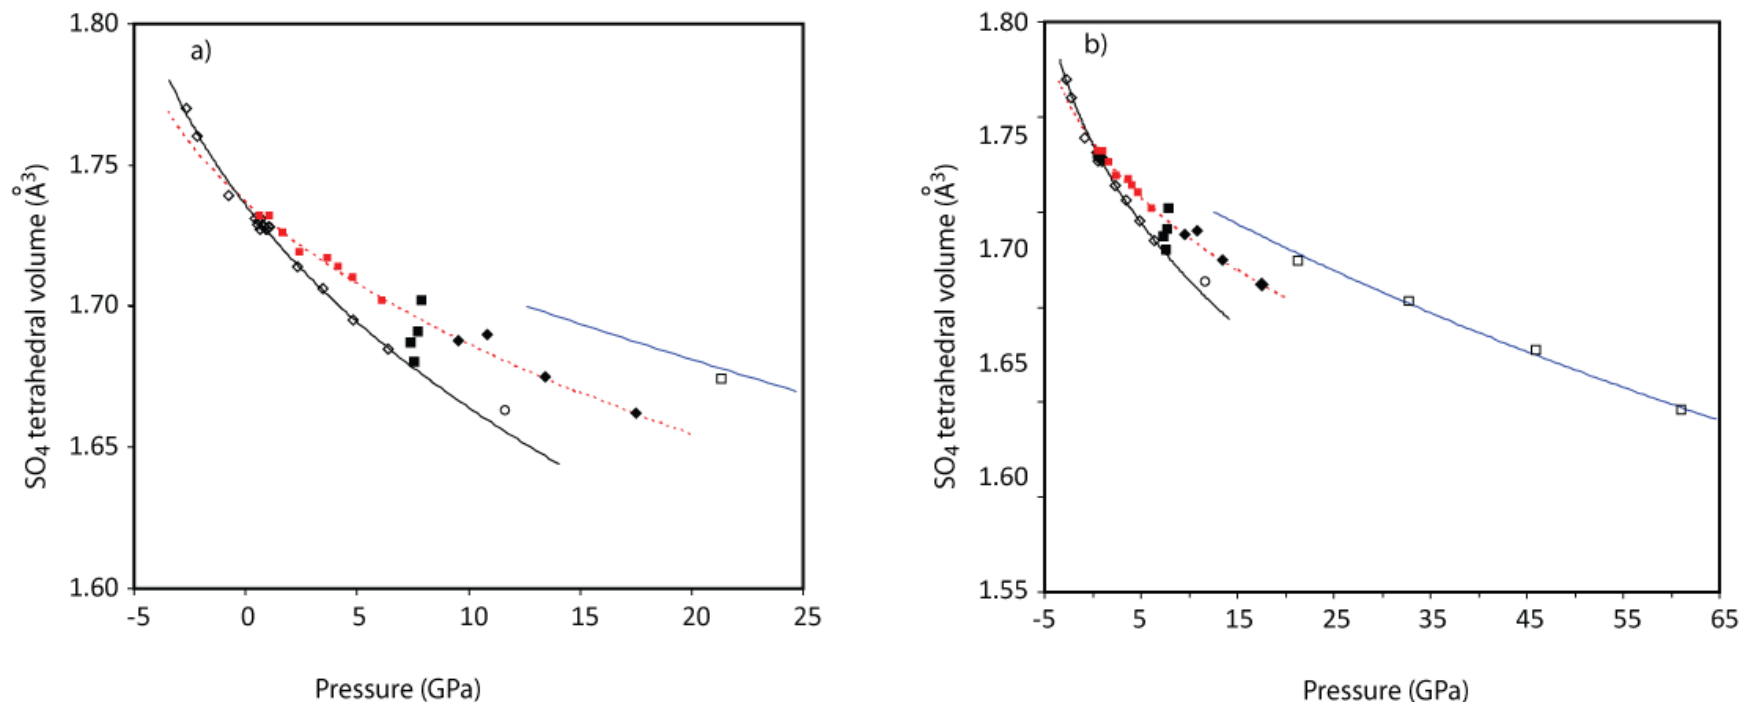 a)
1.80
1.75
1.70
1.65
1.60
-5 0 5 10 15 20 25
SO4 tetrahedral volume (Å3)
Pressure (GPa)
b)
1.80
1.75
1.70
1.65
1.60
1.55
-5 5 15 25 35 45 55 65
SO4 tetrahedral volume (Å3)
Pressure (GPa)